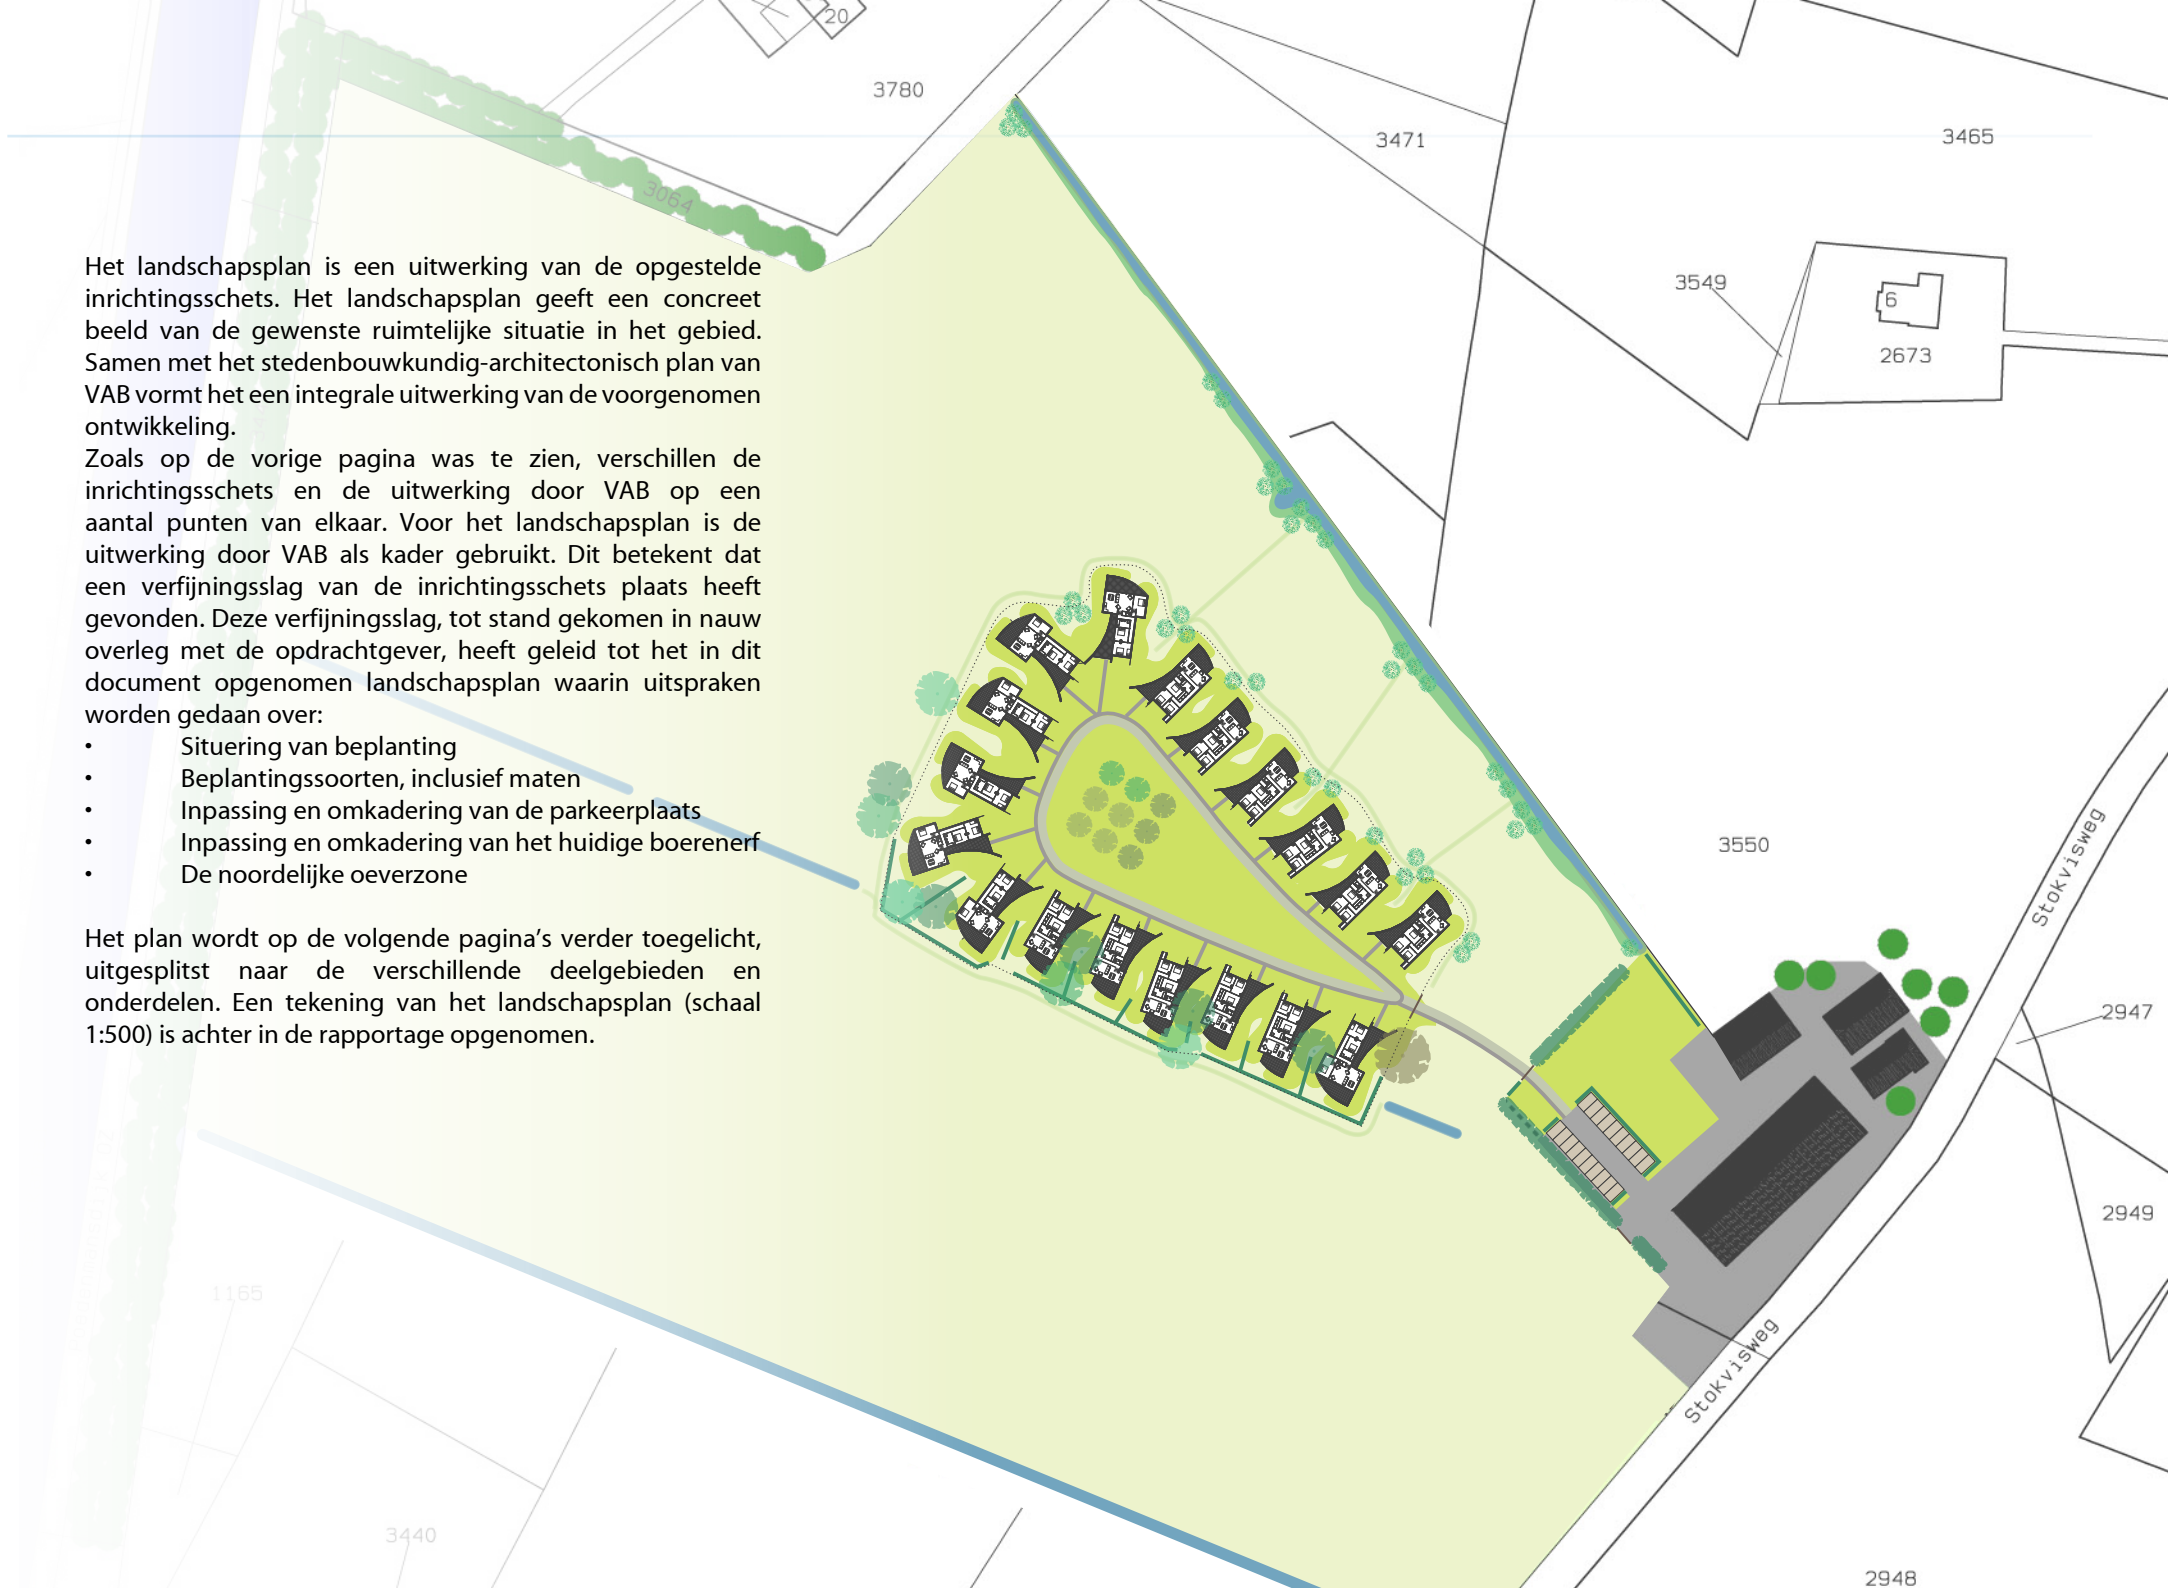 20
3780
3471
3465
3064
3549
6
2673
Het landschapsplan is een uitwerking van de opgestelde
inrichtingsschets. Het landschapsplan geeft een concreet
beeld van de gewenste ruimtelijke situatie in het gebied.
Samen met het stedenbouwkundig-architectonisch plan van
VAB vormt het een integrale uitwerking van de voorgenomen
ontwikkeling.
Zoals op de vorige pagina was te zien, verschillen de
inrichtingsschets en de uitwerking door VAB op een
aantal punten van elkaar. Voor het landschapsplan is de
uitwerking door VAB als kader gebruikt. Dit betekent dat
een verfijningsslag van de inrichtingsschets plaats heeft
gevonden. Deze verfijningsslag, tot stand gekomen in nauw
overleg met de opdrachtgever, heeft geleid tot het in dit
document opgenomen landschapsplan waarin uitspraken
worden gedaan over:
• Situering van beplanting
• Beplantingssoorten, inclusief maten
• Inpassing en omkadering van de parkeerplaats
• Inpassing en omkadering van het huidige boerenerf
• De noordelijke oeverzone
Het plan wordt op de volgende pagina's verder toegelicht,
uitgesplitst naar de verschillende deelgebieden en
onderdelen. Een tekening van het landschapsplan (schaal
1:500) is achter in de rapportage opgenomen.
3550
Stokvisweg
2947
2949
1165
Stokvisweg
3440
2948